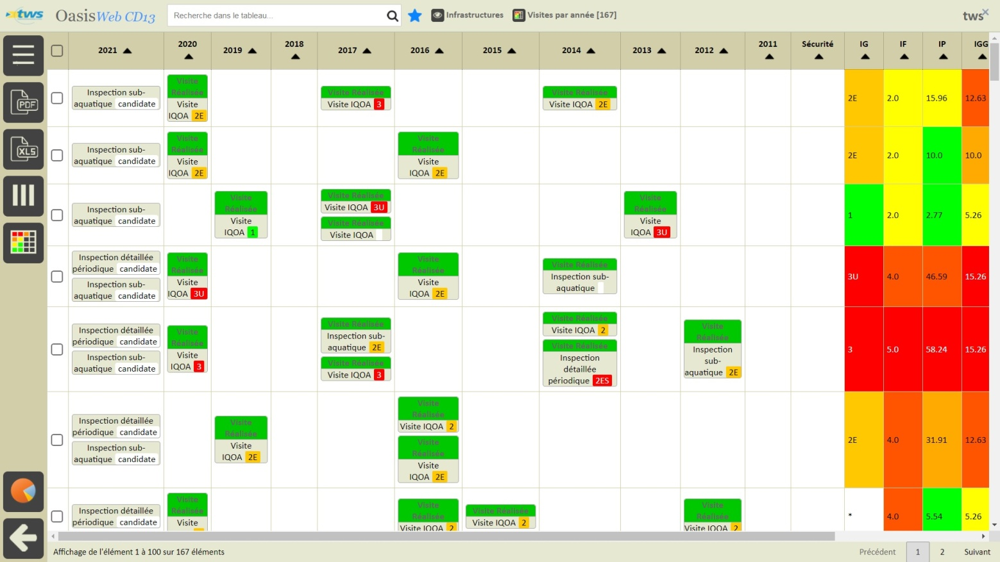 tws OasisWeb CD13 Recherche dans le tableau... Infrastructures Visites par année [167] tws
2021 2020 2019 2018 2017 2016 2015 2014 2013 2012 2011 Sécurité IG IF IP IGG
Inspection sub-
aquatique candidate
Visite
Réalisée
Visite
IQOA 2E
Visite Réalisée
Visite IQOA 3
Visite Réalisée
Visite IQOA 2E
2E 2.0 15.96 12.63
Inspection sub-
aquatique candidate
Visite
Réalisée
Visite
IQOA 2E
Visite
Réalisée
Visite
IQOA 2E
2E 2.0 10.0 10.0
Inspection sub-
aquatique candidate
Visite
Réalisée
Visite
IQOA 1
Visite Réalisée
Visite IQOA 3U
Visite Réalisée
Visite IQOA
Visite
Réalisée
Visite
IQOA 3U
1 2.0 2.77 5.26
Inspection détaillée
périodique candidate
Inspection sub-
aquatique candidate
Visite
Réalisée
Visite
IQOA 3U
Visite
Réalisée
Visite
IQOA 2E
Visite Réalisée
Inspection sub-
aquatique
3U 4.0 46.59 15.26
Inspection détaillée
périodique candidate
Inspection sub-
aquatique candidate
Visite
Réalisée
Visite
IQOA 3
Visite Réalisée
Inspection sub-
aquatique 2E
Visite Réalisée
Visite IQOA 3
Visite Réalisée
Visite IQOA 2
Visite Réalisée
Inspection
détaillée
périodique 2ES
Visite
Réalisée
Inspection
sub-
aquatique 2E
3 5.0 58.24 15.26
Inspection détaillée
périodique candidate
Inspection sub-
aquatique candidate
Visite
Réalisée
Visite
IQOA 2E
Visite
Réalisée
Visite IQOA 2
Visite
Réalisée
Visite
IQOA 2E
2E 4.0 31.91 12.63
Inspection détaillée
périodique candidate
Visite
Réalisée
Visite
Visite
Réalisée
Visite IQOA 2
Visite Réalisée
Visite IQOA 2
Visite
Réalisée
Visite IQOA 2
* 4.0 5.54 5.26
PDF
XLS
Affichage de l'élément 1 à 100 sur 167 éléments Précédent 1 2 Suivant